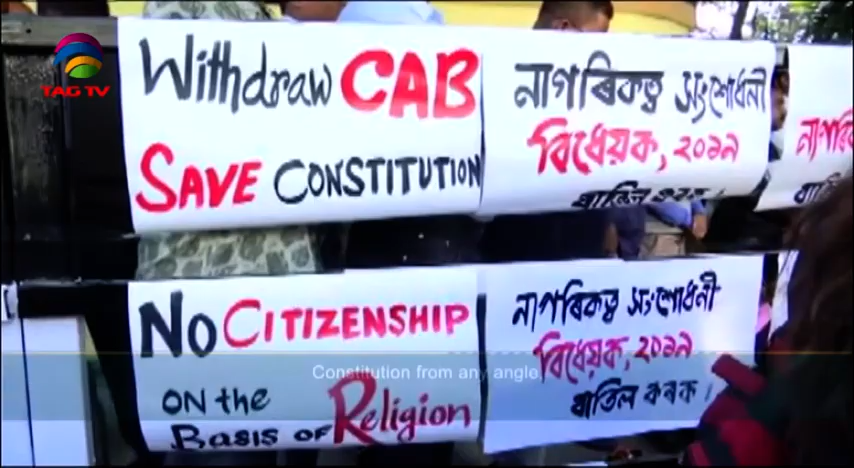 TAG TV
Withdraw CAB
SAVE CONSTITUTION
নাগৰিকত্ব সংশোধনী
বিধেয়ক, ২০১৯
বাতিল কৰক।
No CITIZENSHIP
ON the
BASIS OF Religion
নাগৰিকত্ব সংশোধনী
বিধেয়ক, ২০১৯
বাতিল কৰক।
Constitution from any angle,